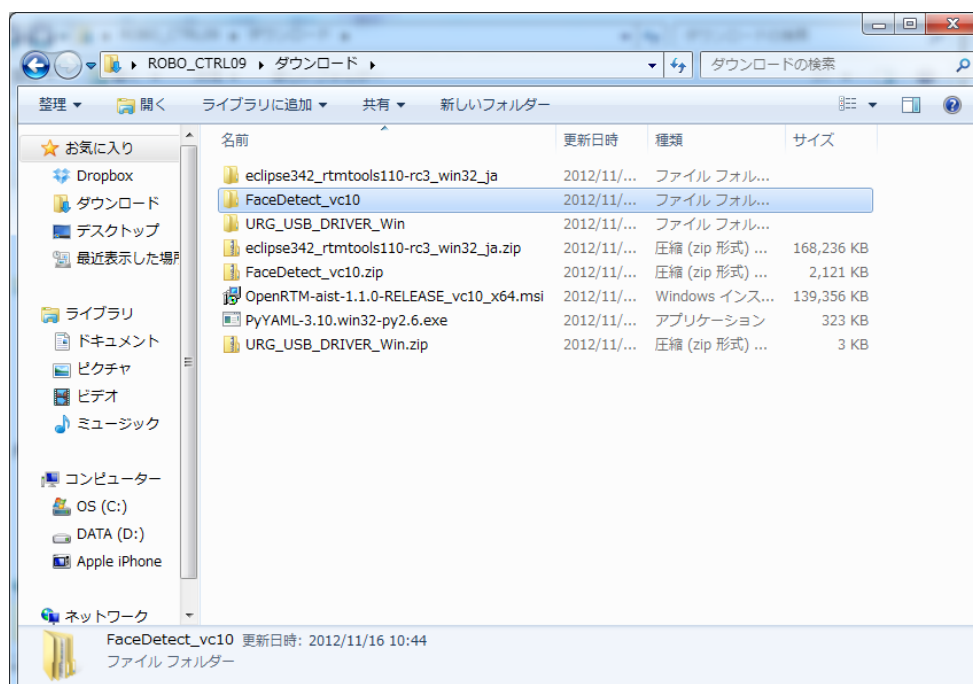 ROBO_CTRL09 ダウンロード
ダウンロードの検索
整理 開く ライブラリに追加 共有 新しいフォルダー
お気に入り
Dropbox
ダウンロード
デスクトップ
最近表示した場所
ライブラリ
ドキュメント
ピクチャ
ビデオ
ミュージック
コンピューター
OS (C:)
DATA (D:)
Apple iPhone
ネットワーク
名前 更新日時 種類 サイズ
eclipse342_rtmtools110-rc3_win32_ja 2012/11/... ファイル フォル...
FaceDetect_vc10 2012/11/... ファイル フォル...
URG_USB_DRIVER_Win 2012/11/... ファイル フォル...
eclipse342_rtmtools110-rc3_win32_ja.zip 2012/11/... 圧縮 (zip 形式) ... 168,236 KB
FaceDetect_vc10.zip 2012/11/... 圧縮 (zip 形式) ... 2,121 KB
OpenRTM-aist-1.1.0-RELEASE_vc10_x64.msi 2012/11/... Windows インス... 139,356 KB
PyYAML-3.10.win32-py2.6.exe 2012/11/... アプリケーション 323 KB
URG_USB_DRIVER_Win.zip 2012/11/... 圧縮 (zip 形式) ... 3 KB
FaceDetect_vc10 更新日時: 2012/11/16 10:44
ファイル フォルダー